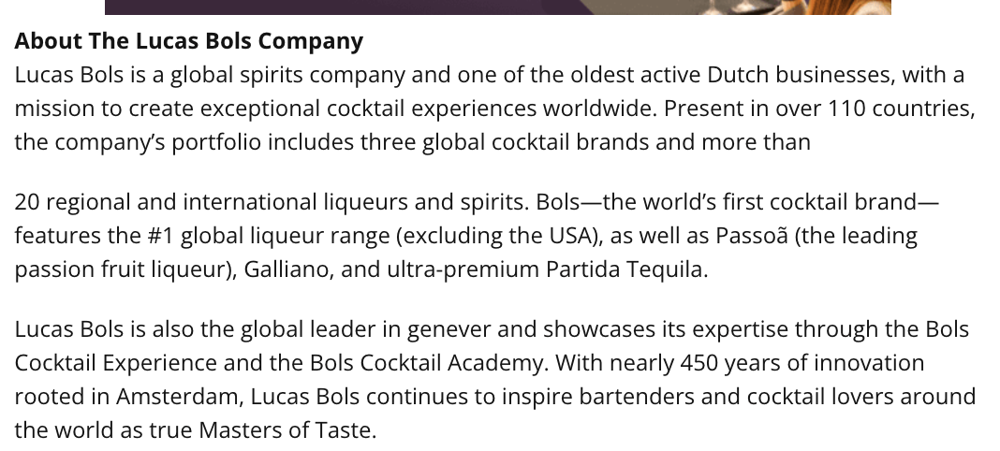 About The Lucas Bols Company
Lucas Bols is a global spirits company and one of the oldest active Dutch businesses, with a
mission to create exceptional cocktail experiences worldwide. Present in over 110 countries,
the company’s portfolio includes three global cocktail brands and more than
20 regional and international liqueurs and spirits. Bols—the world’s first cocktail brand—
features the #1 global liqueur range (excluding the USA), as well as Passoã (the leading
passion fruit liqueur), Galliano, and ultra-premium Partida Tequila.
Lucas Bols is also the global leader in genever and showcases its expertise through the Bols
Cocktail Experience and the Bols Cocktail Academy. With nearly 450 years of innovation
rooted in Amsterdam, Lucas Bols continues to inspire bartenders and cocktail lovers around
the world as true Masters of Taste.